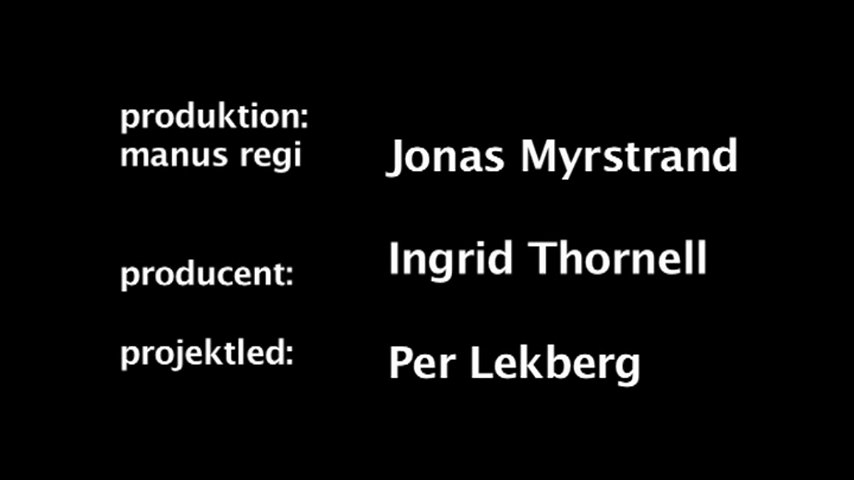 produktion:
manus regi
Jonas Myrstrand
Ingrid Thornell
producent:
projektled:
Per Lekberg